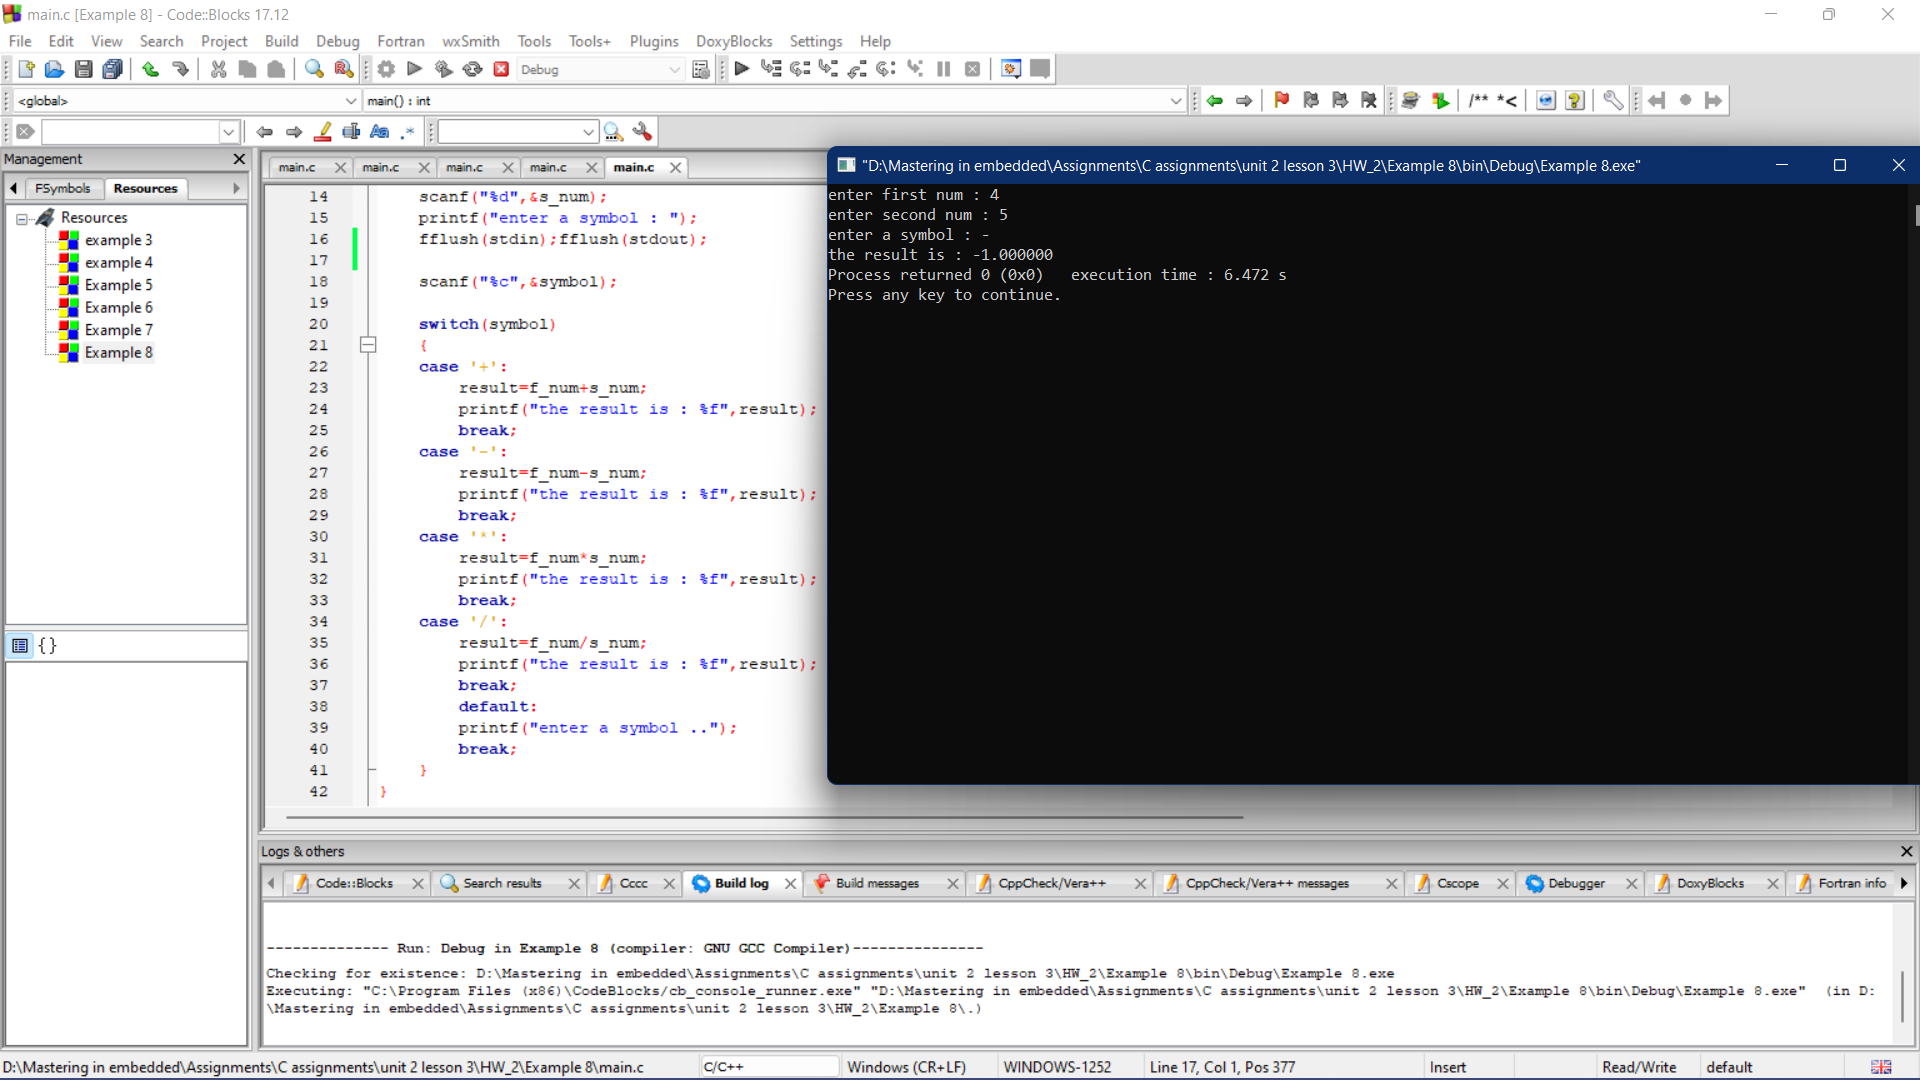 main.c [Example 8] - Code::Blocks 17.12
File Edit View Search Project Build Debug Fortran wxSmith Tools Tools+ Plugins DoxyBlocks Settings Help
Debug
<global> main() : int
/** *<
Management
FSymbols Resources
Resources
example 3
example 4
Example 5
Example 6
Example 7
Example 8
{}
main.c main.c main.c main.c main.c
14 scanf("%d",&s_num);
15 printf("enter a symbol : ");
16 fflush(stdin);fflush(stdout);
17
18 scanf("%c",&symbol);
19
20 switch(symbol)
21 {
22 case '+':
23 result=f_num+s_num;
24 printf("the result is : %f",result);
25 break;
26 case '-':
27 result=f_num-s_num;
28 printf("the result is : %f",result);
29 break;
30 case '*':
31 result=f_num*s_num;
32 printf("the result is : %f",result);
33 break;
34 case '/':
35 result=f_num/s_num;
36 printf("the result is : %f",result);
37 break;
38 default:
39 printf("enter a symbol ..");
40 break;
41 }
42 }
"D:\Mastering in embedded\Assignments\C assignments\unit 2 lesson 3\HW_2\Example 8\bin\Debug\Example 8.exe"
enter first num : 4
enter second num : 5
enter a symbol : -
the result is : -1.000000
Process returned 0 (0x0) execution time : 6.472 s
Press any key to continue.
Logs & others
Code::Blocks Search results Cccc Build log Build messages CppCheck/Vera++ CppCheck/Vera++ messages Cscope Debugger DoxyBlocks Fortran info
-------------- Run: Debug in Example 8 (compiler: GNU GCC Compiler)---------------
Checking for existence: D:\Mastering in embedded\Assignments\C assignments\unit 2 lesson 3\HW_2\Example 8\bin\Debug\Example 8.exe
Executing: "C:\Program Files (x86)\CodeBlocks/cb_console_runner.exe" "D:\Mastering in embedded\Assignments\C assignments\unit 2 lesson 3\HW_2\Example 8\bin\Debug\Example 8.exe" (in D:
\Mastering in embedded\Assignments\C assignments\unit 2 lesson 3\HW_2\Example 8\.)
D:\Mastering in embedded\Assignments\C assignments\unit 2 lesson 3\HW_2\Example 8\main.c C/C++ Windows (CR+LF) WINDOWS-1252 Line 17, Col 1, Pos 377 Insert Read/Write default